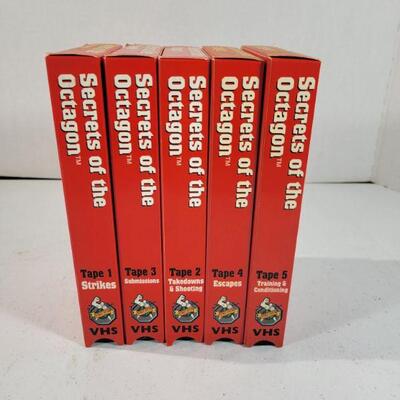 Secrets of the
Octagon™
Tape 1
Strikes
VHS
Secrets of the
Octagon™
Tape 3
Submissions
VHS
Secrets of the
Octagon™
Tape 2
Takedowns
& Shooting
VHS
Secrets of the
Octagon™
Tape 4
Escapes
VHS
Secrets of the
Octagon™
Tape 5
Training &
Conditioning
VHS